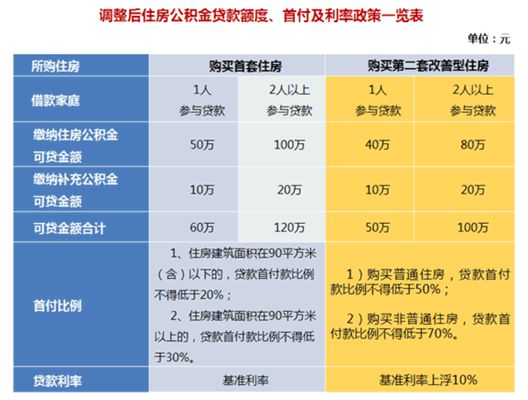 调整后住房公积金贷款额度、首付及利率政策一览表
单位：元
所购住房 购买首套住房 购买第二套改善型住房
借款家庭 1人 参与贷款 2人以上 参与贷款 1人 参与贷款 2人以上 参与贷款
缴纳住房公积金 可贷金额 50万 100万 40万 80万
缴纳补充公积金 可贷金额 10万 20万 10万 20万
可贷金额合计 60万 120万 50万 100万
首付比例
1、住房建筑面积在90平方米
（含）以下的，贷款首付款比例
不得低于20%；
2、住房建筑面积在90平方米
以上的，贷款首付款比例不得低于
30%。
1）购买普通住房，贷款首付
款比例不得低于50%；
2）购买非普通住房，贷款首
付款比例不得低于70%。
贷款利率 基准利率 基准利率上浮10%